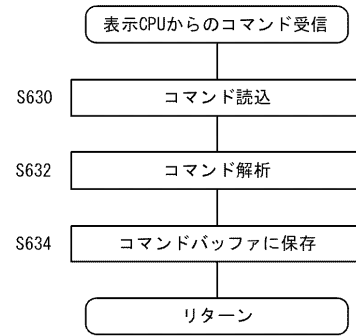 表示CPUからのコマンド受信
S630 コマンド読込
S632 コマンド解析
S634 コマンドバッファに保存
リターン